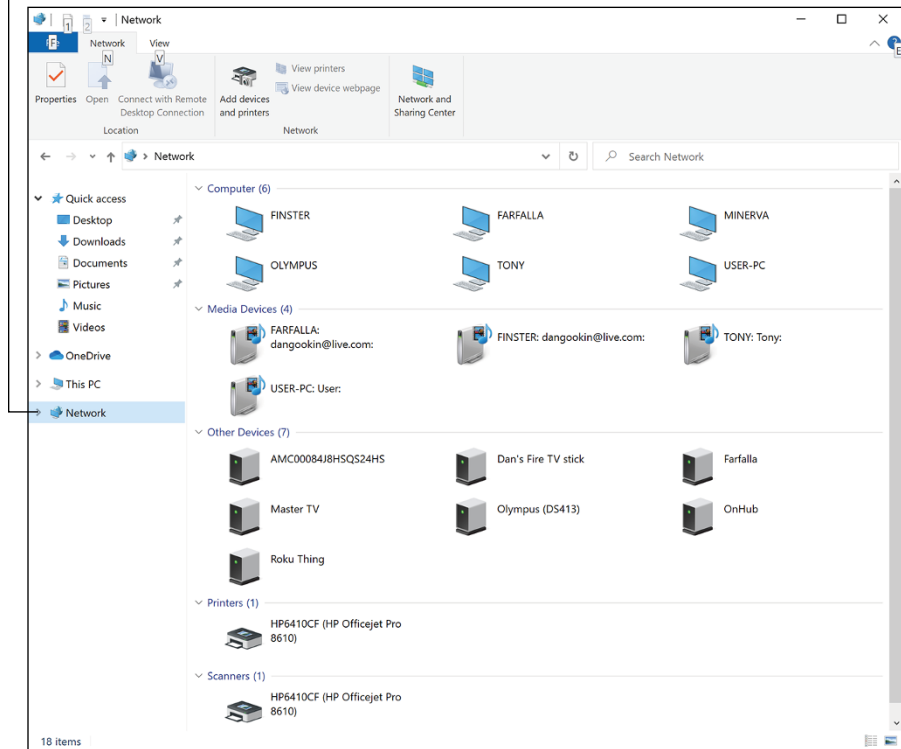 Network
1
2
F
Network
View
N
V
E
Properties
Open
Connect with Remote
Desktop Connection
Location
Add devices
and printers
View printers
View device webpage
Network
Network and
Sharing Center
Network
Search Network
Quick access
Desktop
Downloads
Documents
Pictures
Music
Videos
OneDrive
This PC
Network
Computer (6)
FINSTER
FARFALLA
MINERVA
OLYMPUS
TONY
USER-PC
Media Devices (4)
FARFALLA:
dangookin@live.com:
FINSTER: dangookin@live.com:
TONY: Tony:
USER-PC: User:
Other Devices (7)
AMC00084J8HSQS24HS
Dan's Fire TV stick
Farfalla
Master TV
Olympus (DS413)
OnHub
Roku Thing
Printers (1)
HP6410CF (HP Officejet Pro
8610)
Scanners (1)
HP6410CF (HP Officejet Pro
8610)
18 items